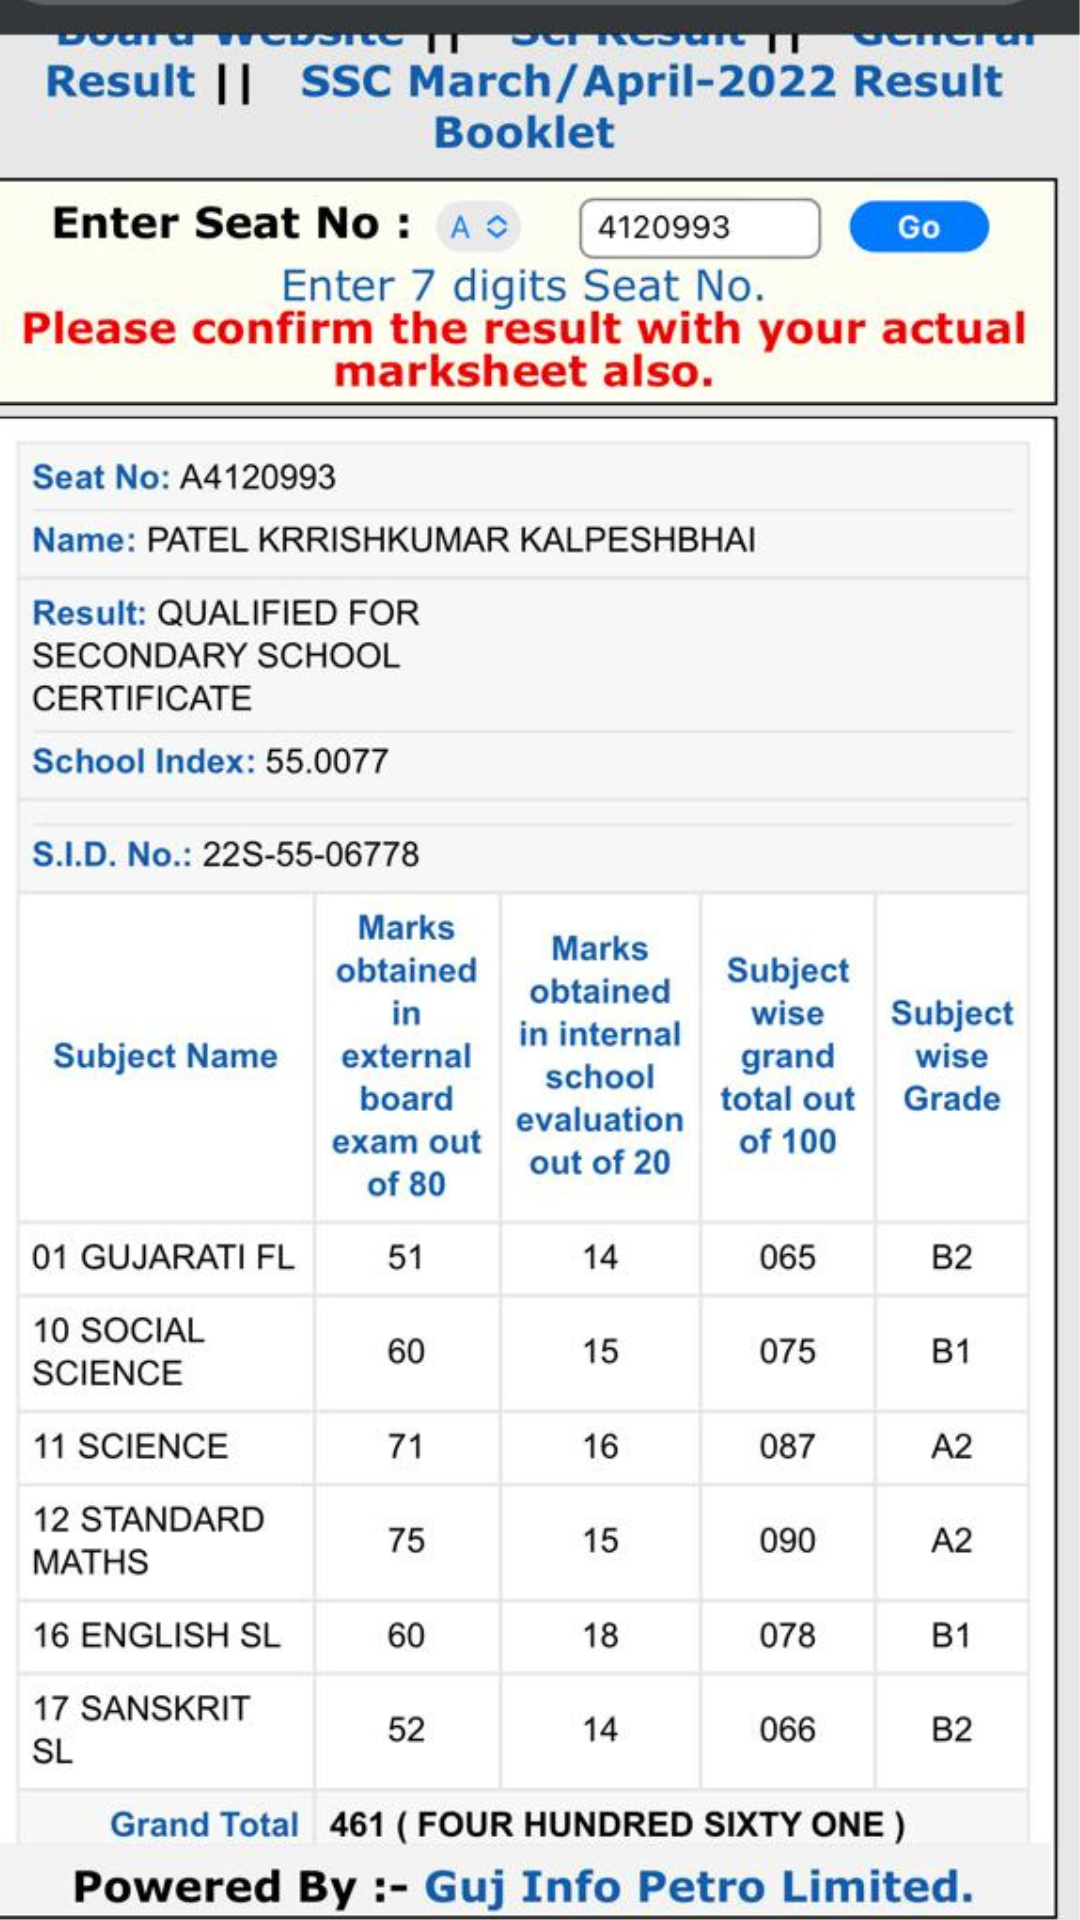 Board Website || Sci Result || General
Result || SSC March/April-2022 Result
Booklet
Enter Seat No : A 4120993 Go
Enter 7 digits Seat No.
Please confirm the result with your actual
marksheet also.
Seat No: A4120993
Name: PATEL KRRISHKUMAR KALPESHBHAI
Result: QUALIFIED FOR
SECONDARY SCHOOL
CERTIFICATE
School Index: 55.0077
S.I.D. No.: 22S-55-06778
Subject Name
Marks
obtained
in
external
board
exam out
of 80
Marks
obtained
in internal
school
evaluation
out of 20
Subject
wise
grand
total out
of 100
Subject
wise
Grade
01 GUJARATI FL 51 14 065 B2
10 SOCIAL
SCIENCE 60 15 075 B1
11 SCIENCE 71 16 087 A2
12 STANDARD
MATHS 75 15 090 A2
16 ENGLISH SL 60 18 078 B1
17 SANSKRIT
SL 52 14 066 B2
Grand Total 461 ( FOUR HUNDRED SIXTY ONE )
Powered By :- Guj Info Petro Limited.